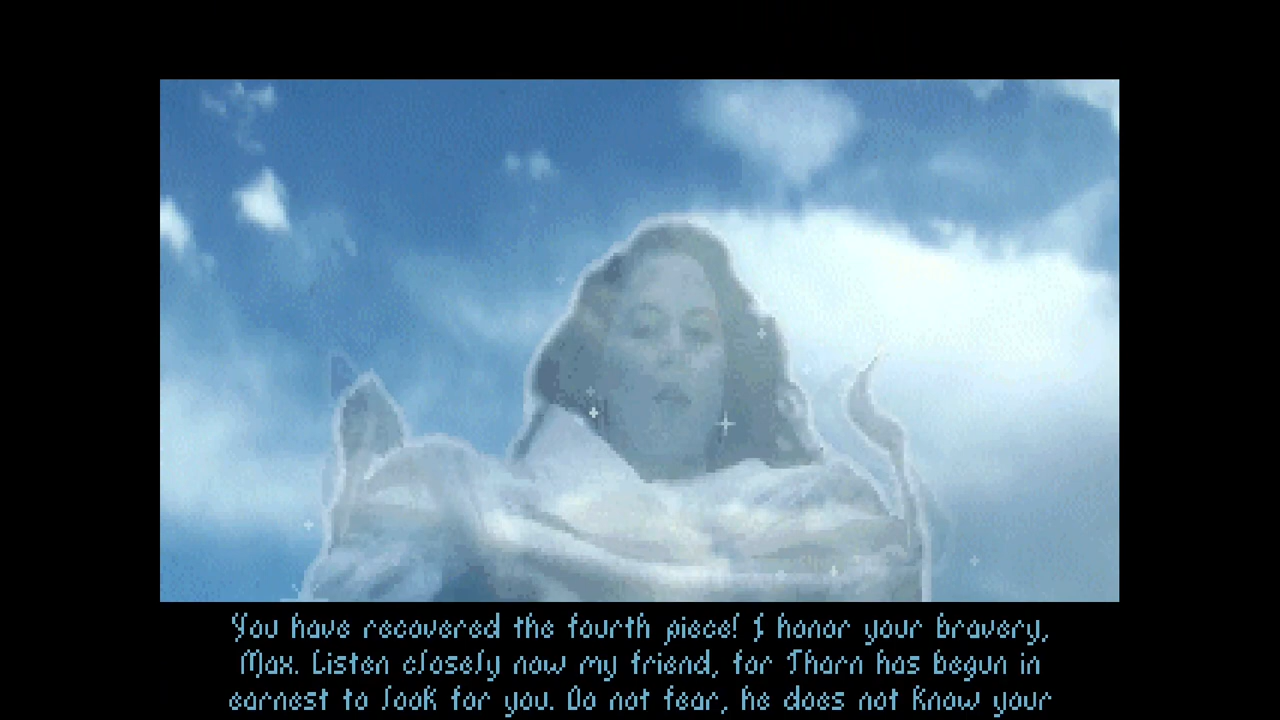 You have recovered the fourth piece! I honor your bravery,
Max. Listen closely now my friend, for Tharn has begun in
earnest to look for you. Do not fear, he does not know your